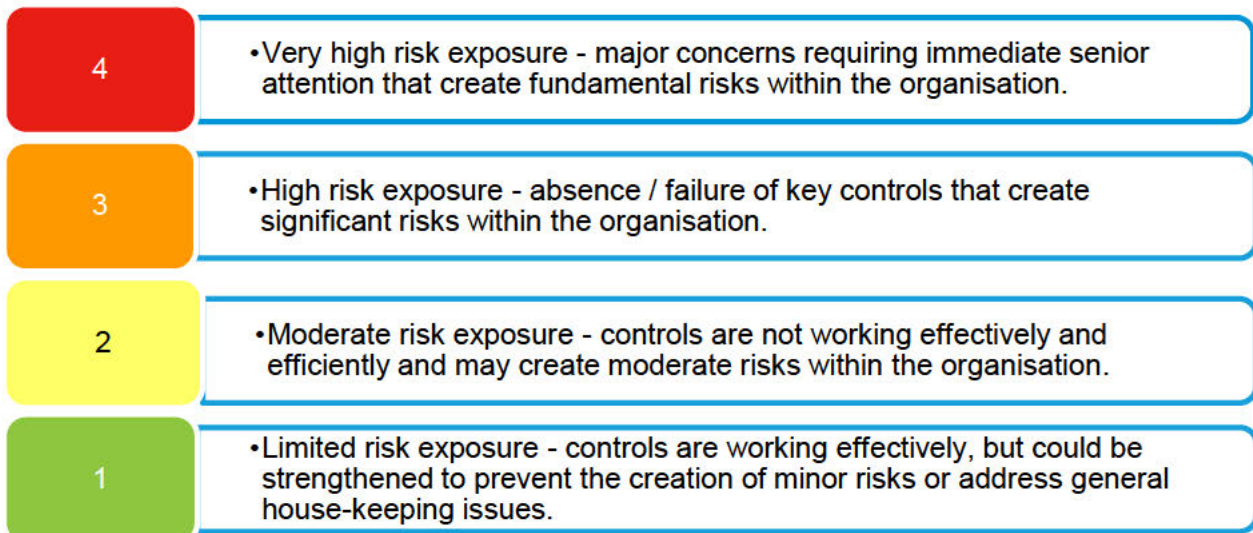 4
•Very high risk exposure - major concerns requiring immediate senior
attention that create fundamental risks within the organisation.
3
•High risk exposure - absence / failure of key controls that create
significant risks within the organisation.
2
•Moderate risk exposure - controls are not working effectively and
efficiently and may create moderate risks within the organisation.
1
•Limited risk exposure - controls are working effectively, but could be
strengthened to prevent the creation of minor risks or address general
house-keeping issues.